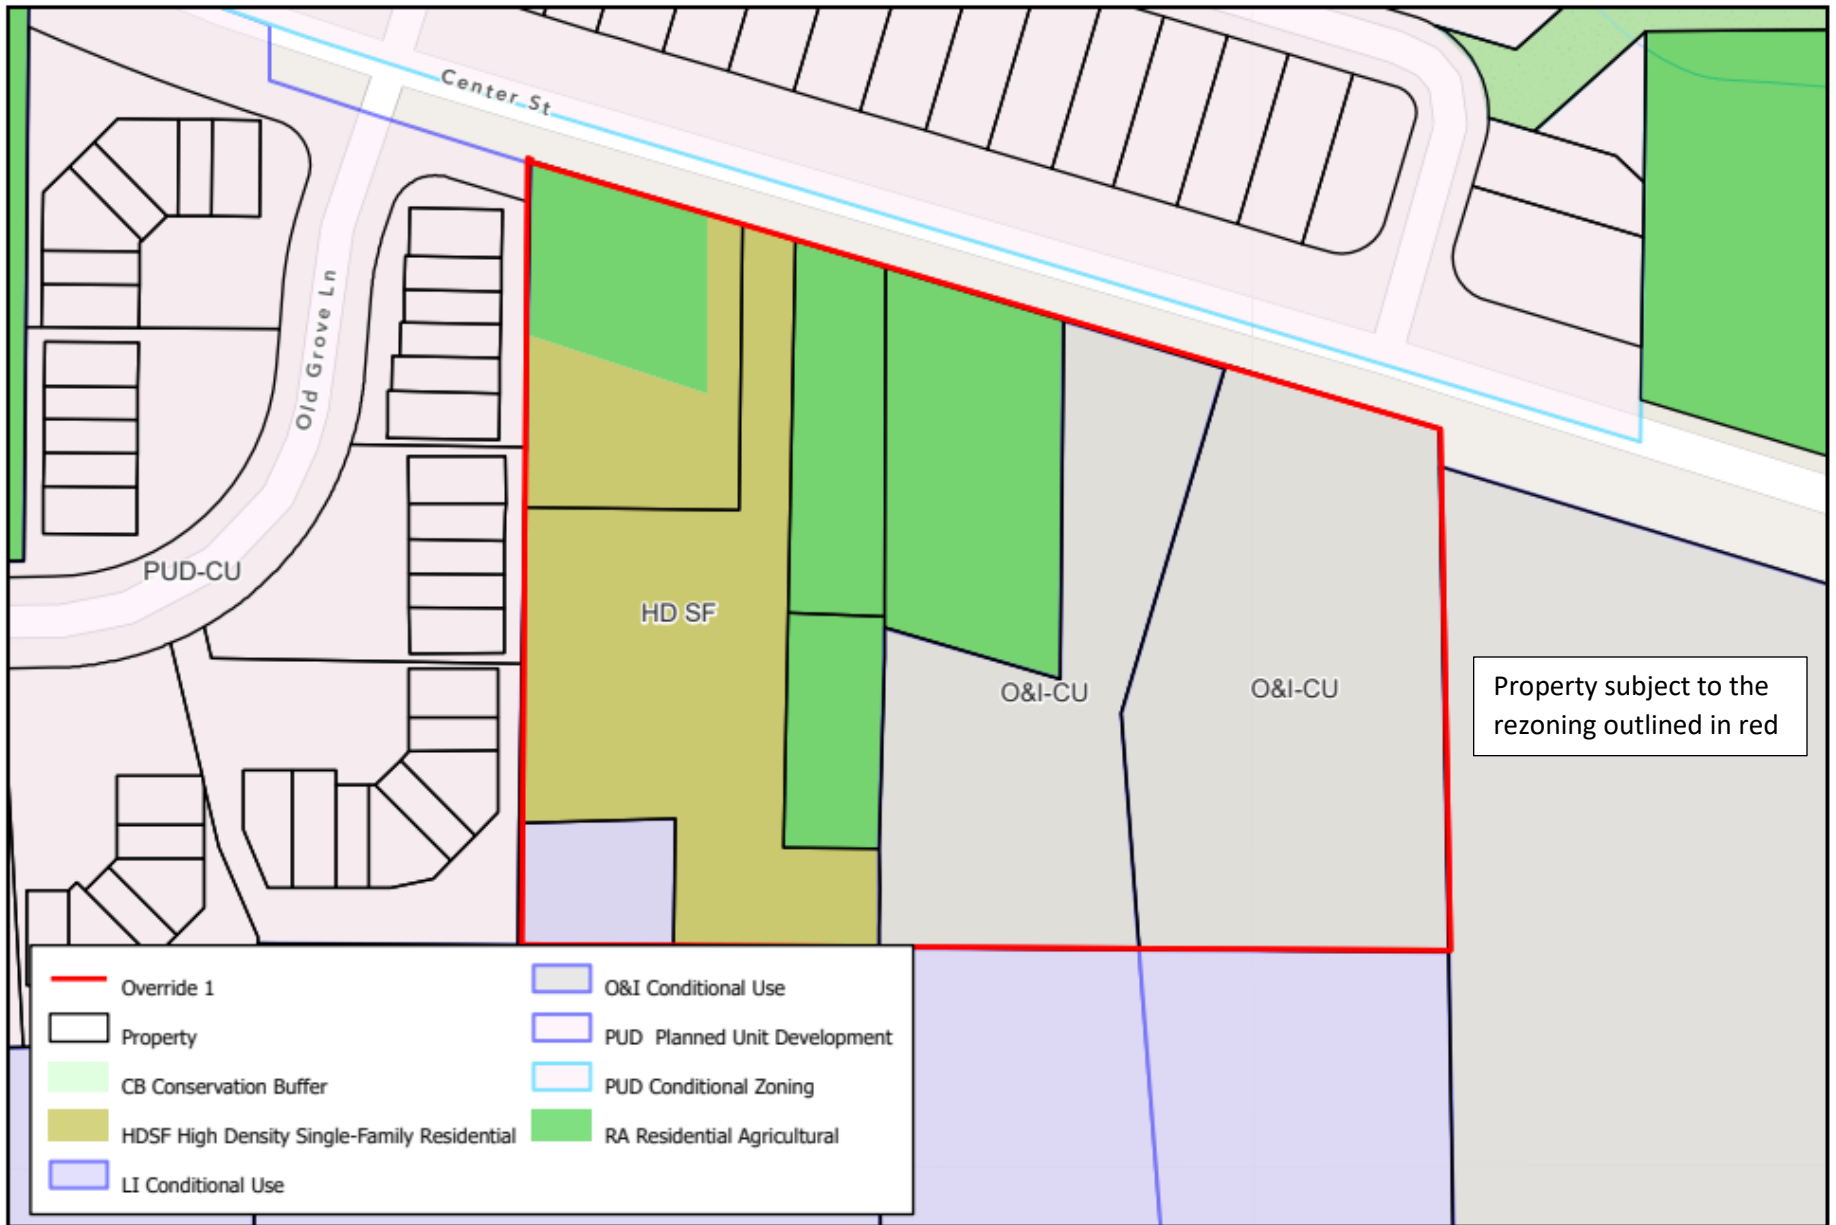 Center St
Old Grove Ln
PUD-CU
HD SF
O&I-CU
O&I-CU
Property subject to the
rezoning outlined in red
Override 1
Property
CB Conservation Buffer
HDSF High Density Single-Family Residential
LI Conditional Use
O&I Conditional Use
PUD Planned Unit Development
PUD Conditional Zoning
RA Residential Agricultural